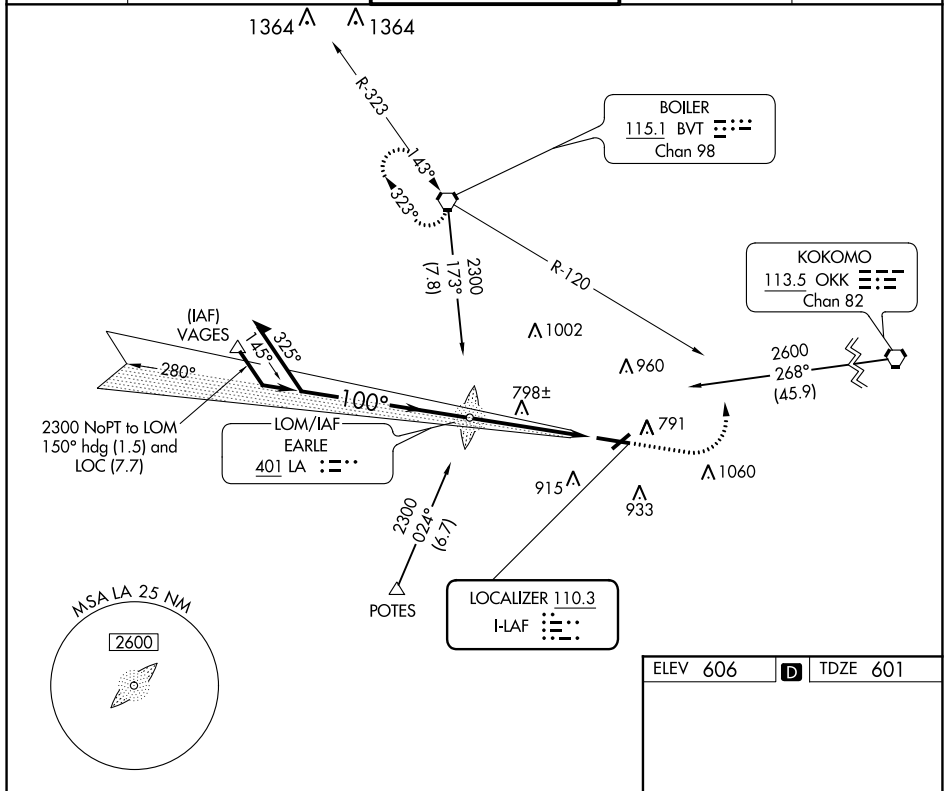 1364
1364
R-323
BOILER
115.1 BVT
Chan 98
143°
323°
2300
173°
(7.8)
R-120
KOKOMO
113.5 OKK
Chan 82
(IAF)
VAGES
145°
325°
1002
960
2600
268°
(45.9)
280°
100°
798±
2300 NoPT to LOM
150° hdg (1.5) and
LOC (7.7)
LOM/IAF
EARLE
401 LA
791
915
933
1060
2300
024°
(6.7)
POTES
LOCALIZER 110.3
I-LAF
MSA LA 25 NM
2600
ELEV 606 D TDZE 601